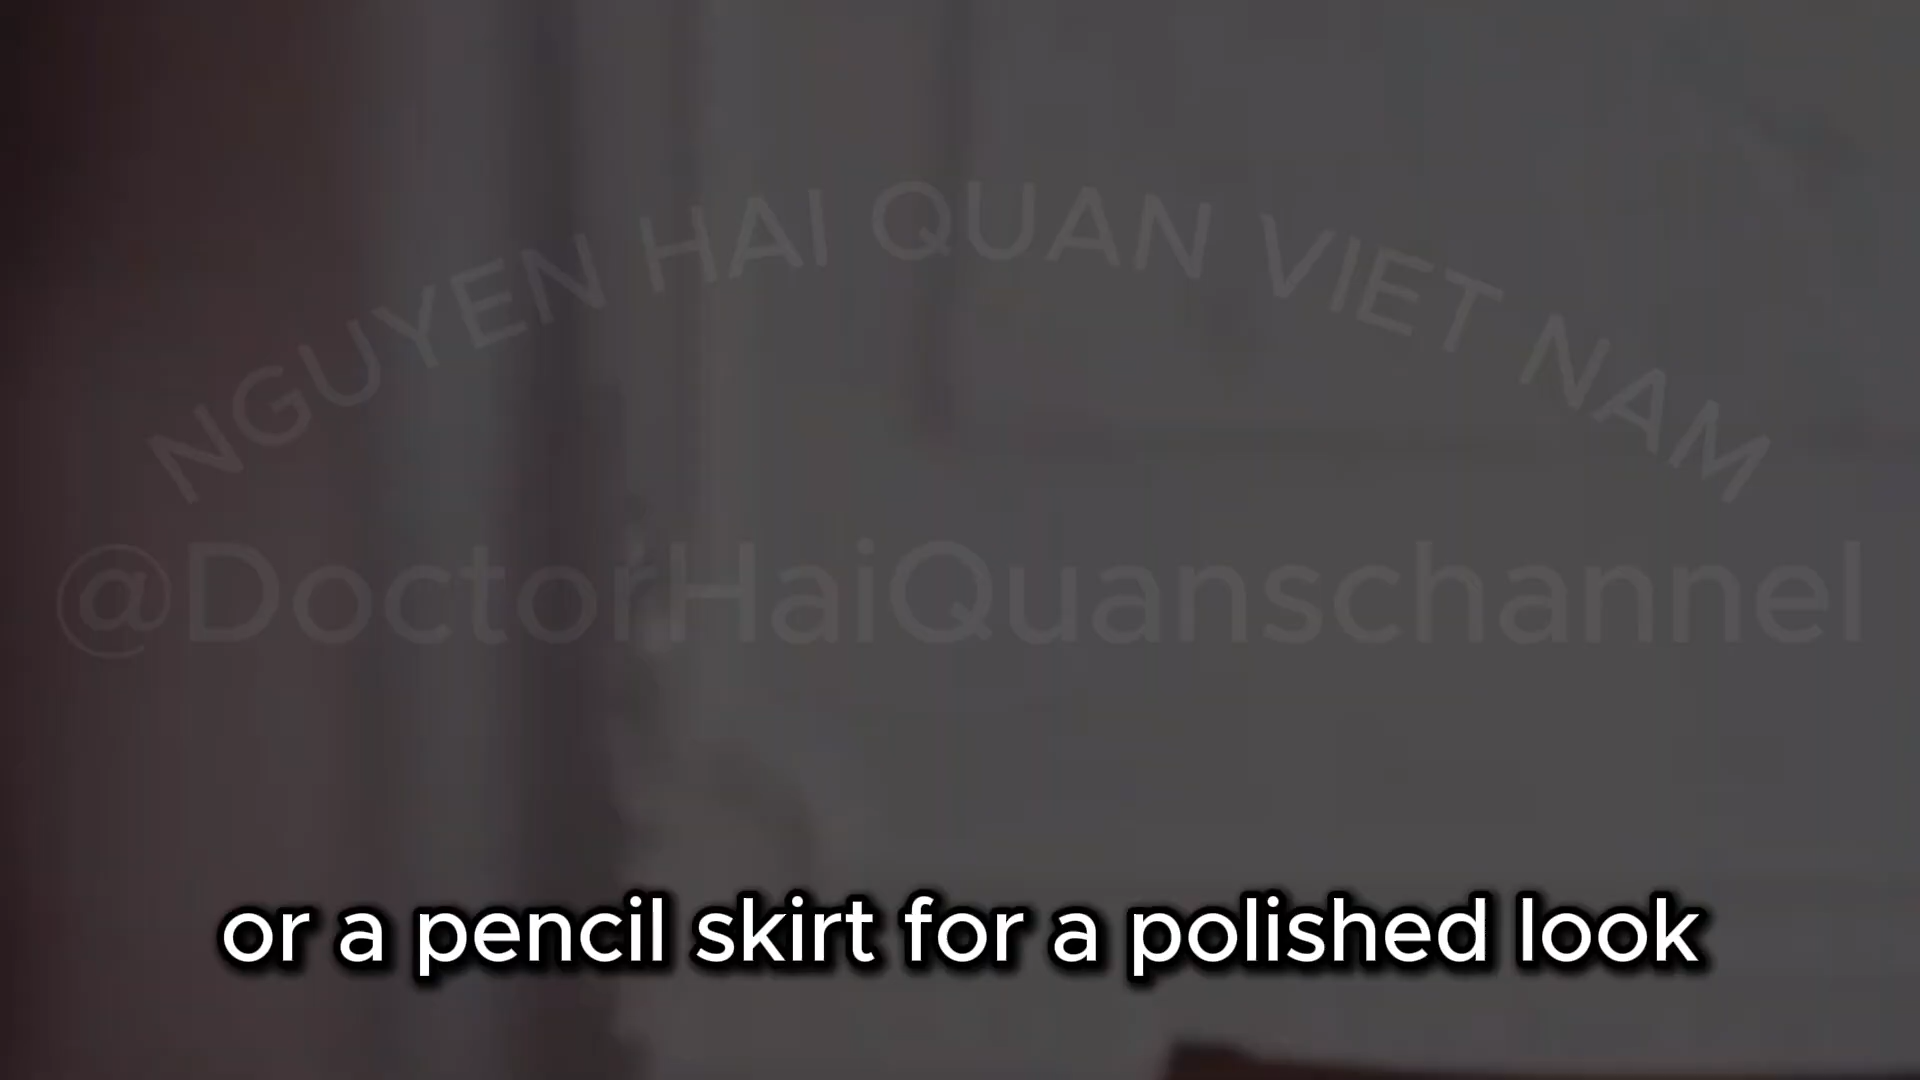 NGUYEN HAI QUAN VIET NAM
@DoctorHaiQuanschannel
or a pencil skirt for a polished look